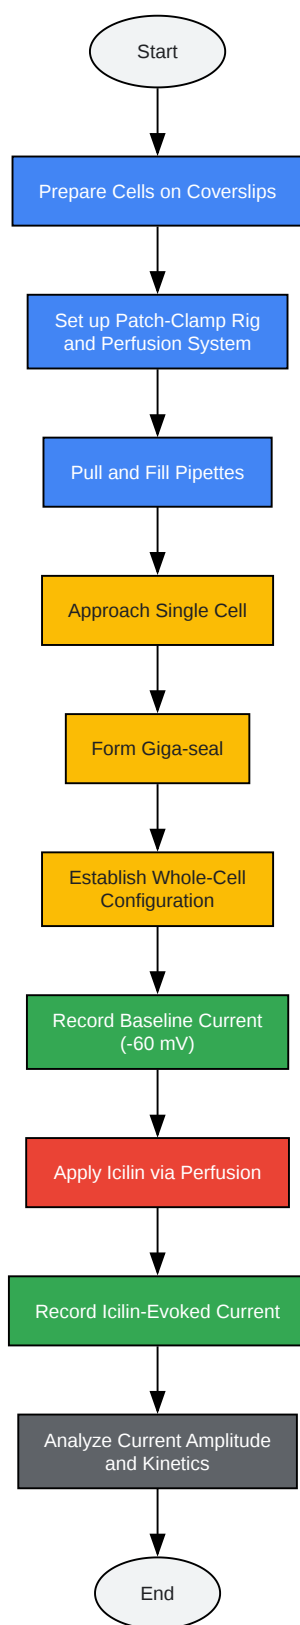 Start
Prepare Cells on Coverslips
Set up Patch-Clamp Rig
and Perfusion System
Pull and Fill Pipettes
Approach Single Cell
Form Giga-seal
Establish Whole-Cell
Configuration
Record Baseline Current
(-60 mV)
Apply Icilin via Perfusion
Record Icilin-Evoked Current
Analyze Current Amplitude
and Kinetics
End